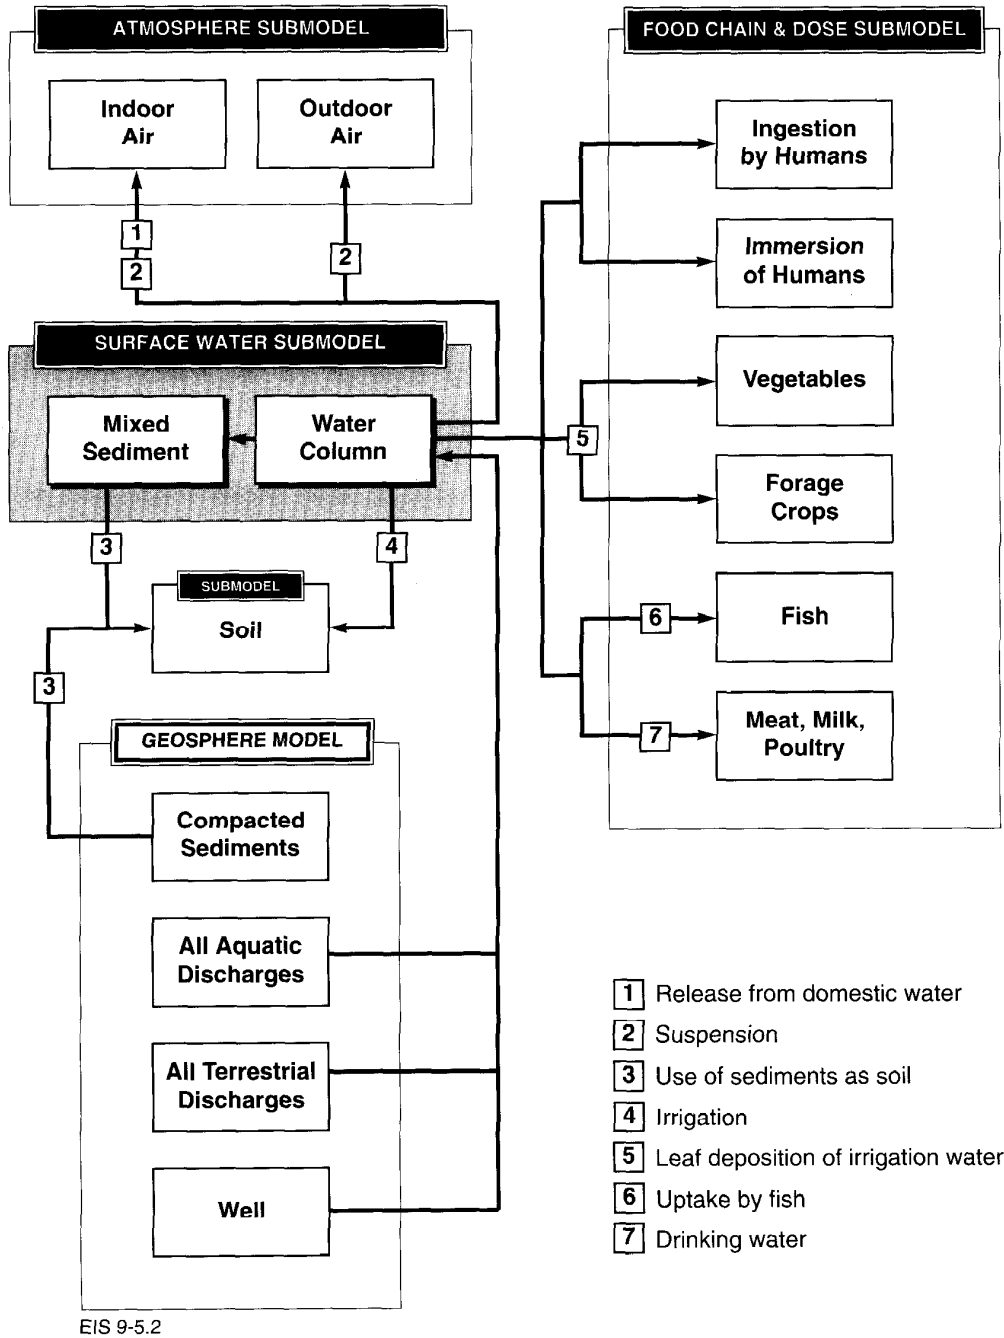 ATMOSPHERE SUBMODEL
Indoor
Air
Outdoor
Air
1
2
2
SURFACE WATER SUBMODEL
Mixed
Sediment
Water
Column
3
4
SUBMODEL
Soil
3
GEOSPHERE MODEL
Compacted
Sediments
All Aquatic
Discharges
All Terrestrial
Discharges
Well
FOOD CHAIN & DOSE SUBMODEL
Ingestion
by Humans
Immersion
of Humans
Vegetables
5
Forage
Crops
6
Fish
7
Meat, Milk,
Poultry
1 Release from domestic water
2 Suspension
3 Use of sediments as soil
4 Irrigation
5 Leaf deposition of irrigation water
6 Uptake by fish
7 Drinking water
EIS 9-5.2